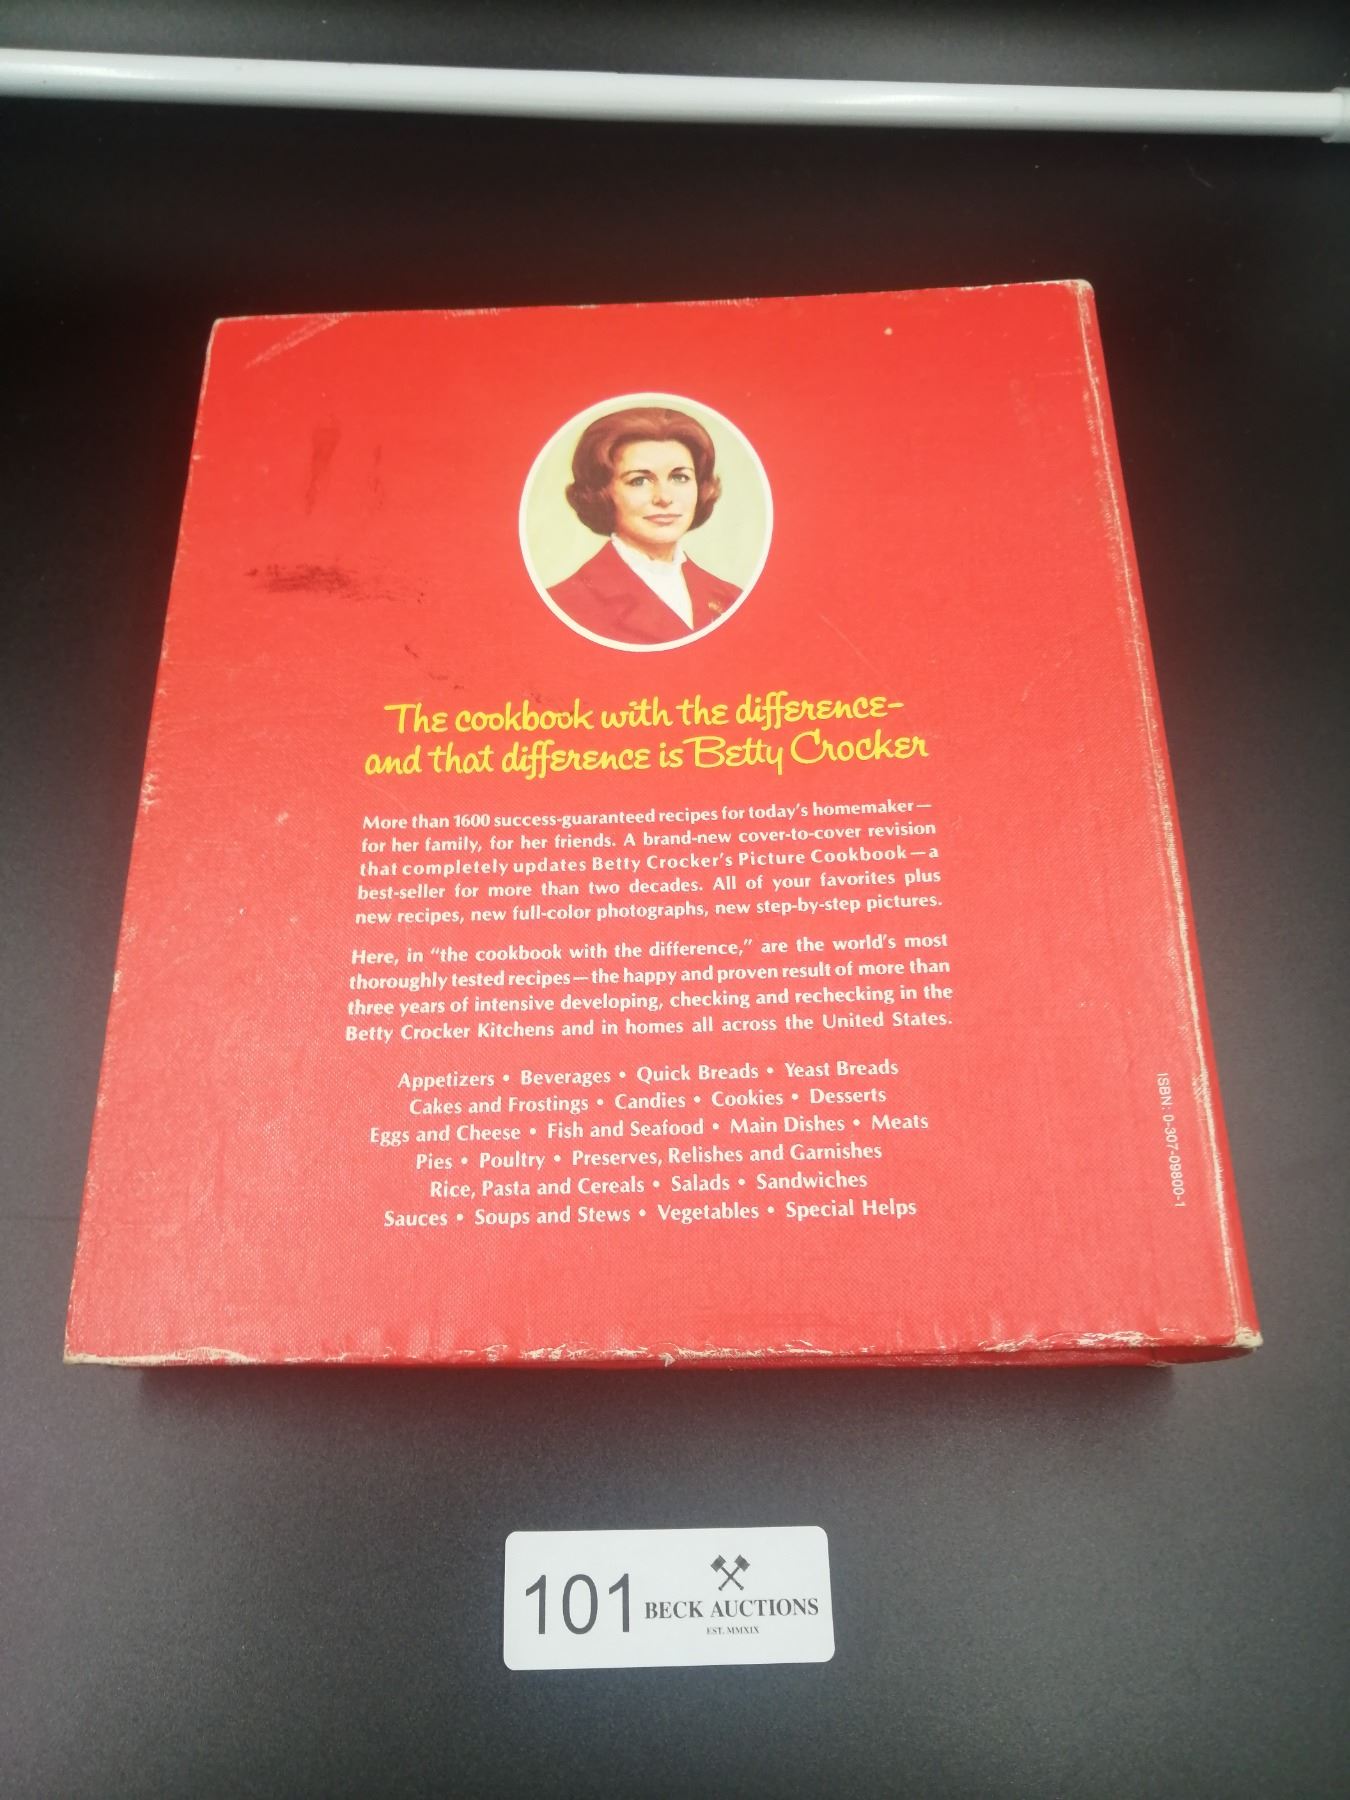 The cookbook with the difference–
and that difference is Betty Crocker
More than 1600 success-guaranteed recipes for today's homemaker—
for her family, for her friends. A brand-new cover-to-cover revision
that completely updates Betty Crocker's Picture Cookbook—a
best-seller for more than two decades. All of your favorites plus
new recipes, new full-color photographs, new step-by-step pictures.
Here, in "the cookbook with the difference," are the world's most
thoroughly tested recipes—the happy and proven result of more than
three years of intensive developing, checking and rechecking in the
Betty Crocker Kitchens and in homes all across the United States.
Appetizers • Beverages • Quick Breads • Yeast Breads
Cakes and Frostings • Candies • Cookies • Desserts
Eggs and Cheese • Fish and Seafood • Main Dishes • Meats
Pies • Poultry • Preserves, Relishes and Garnishes
Rice, Pasta and Cereals • Salads • Sandwiches
Sauces • Soups and Stews • Vegetables • Special Helps
ISBN: 0-307-09800-1
101
BECK AUCTIONS
EST. MMXIX